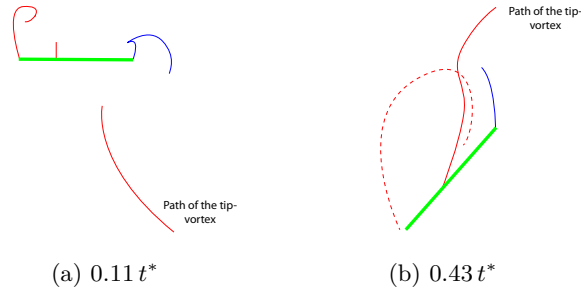 Path of the tip-
vortex
Path of the tip-
vortex
(a) 0.11 t*
(b) 0.43 t*